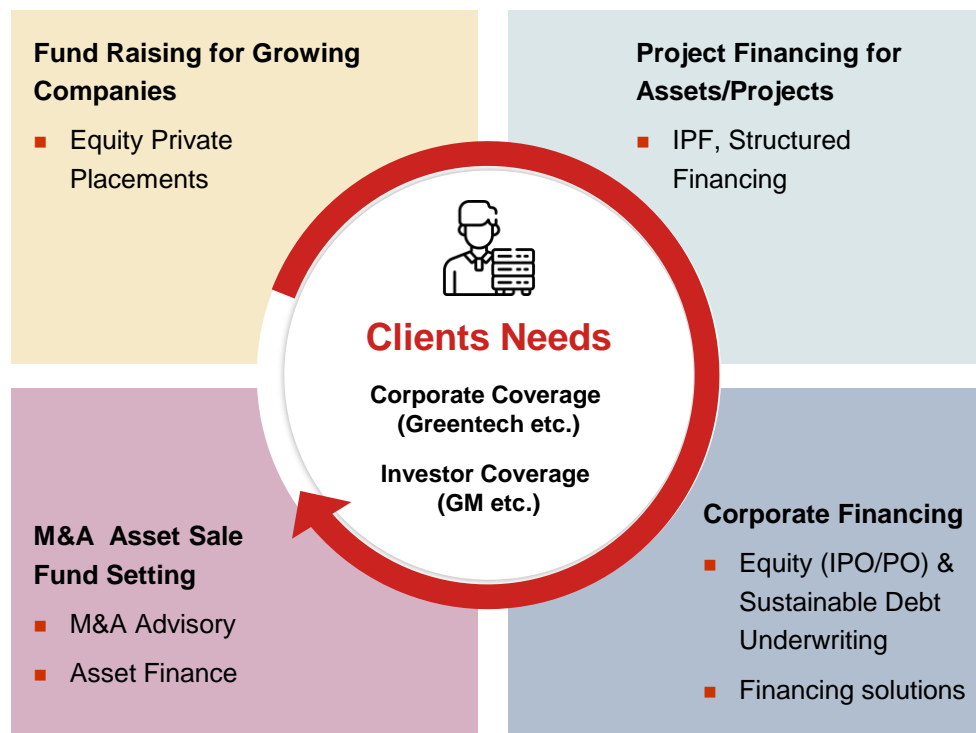 Fund Raising for Growing
Companies
■ Equity Private
Placements
Project Financing for
Assets/Projects
■ IPF, Structured
Financing
Clients Needs
Corporate Coverage
(Greentech etc.)
Investor Coverage
(GM etc.)
M&A  Asset Sale
Fund Setting
■ M&A Advisory
■ Asset Finance
Corporate Financing
■ Equity (IPO/PO) &
Sustainable Debt
Underwriting
■ Financing solutions